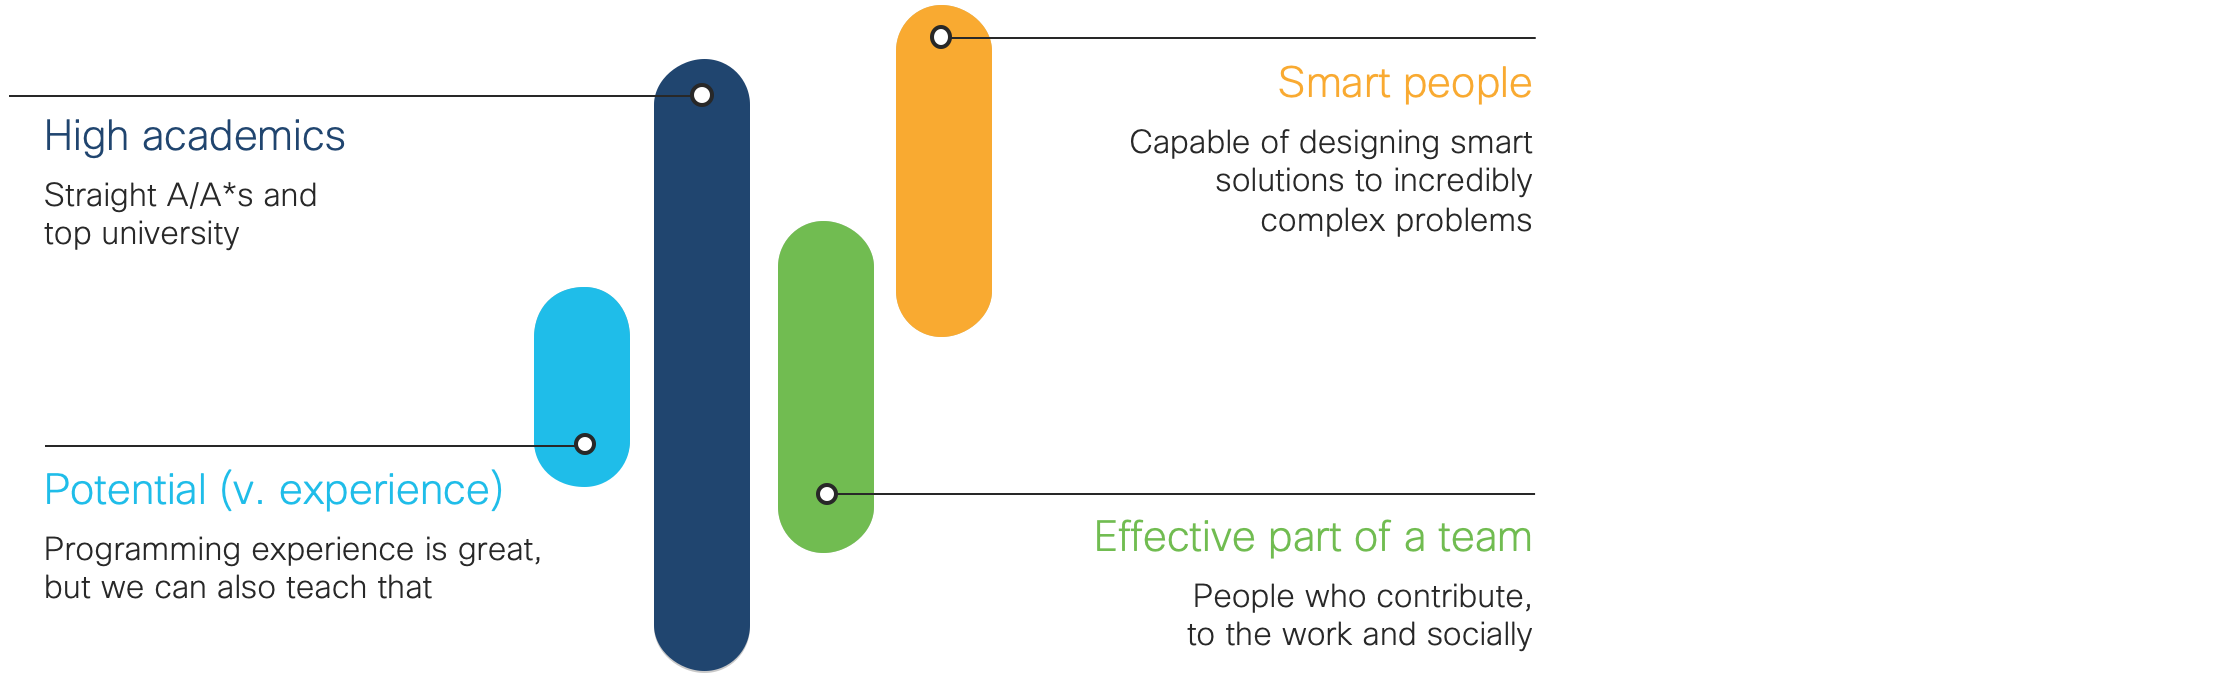 High academics
Straight A/A*s and
top university
Potential (v. experience)
Programming experience is great,
but we can also teach that
Smart people
Capable of designing smart
solutions to incredibly
complex problems
Effective part of a team
People who contribute,
to the work and socially